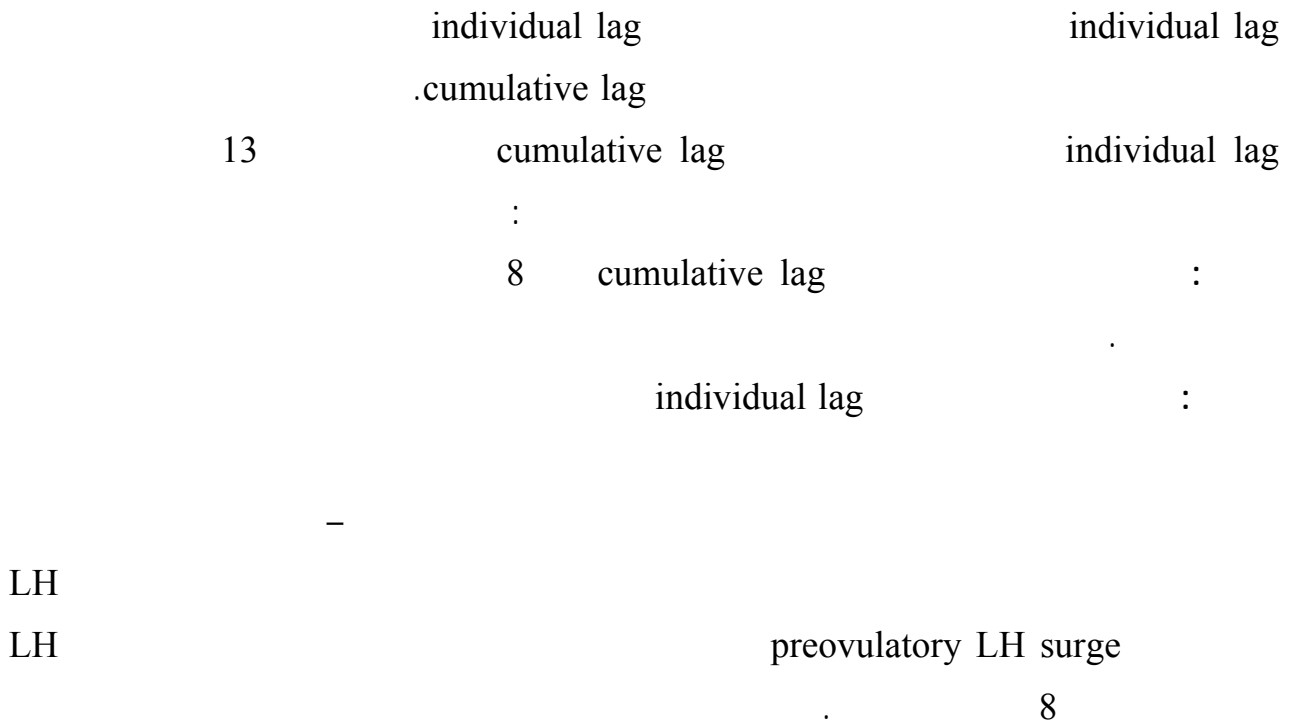 individual lag individual lag
cumulative lag.
individual lag cumulative lag 13
:
: cumulative lag 8
.
: individual lag
–
LH
preovulatory LH surge LH
8 .